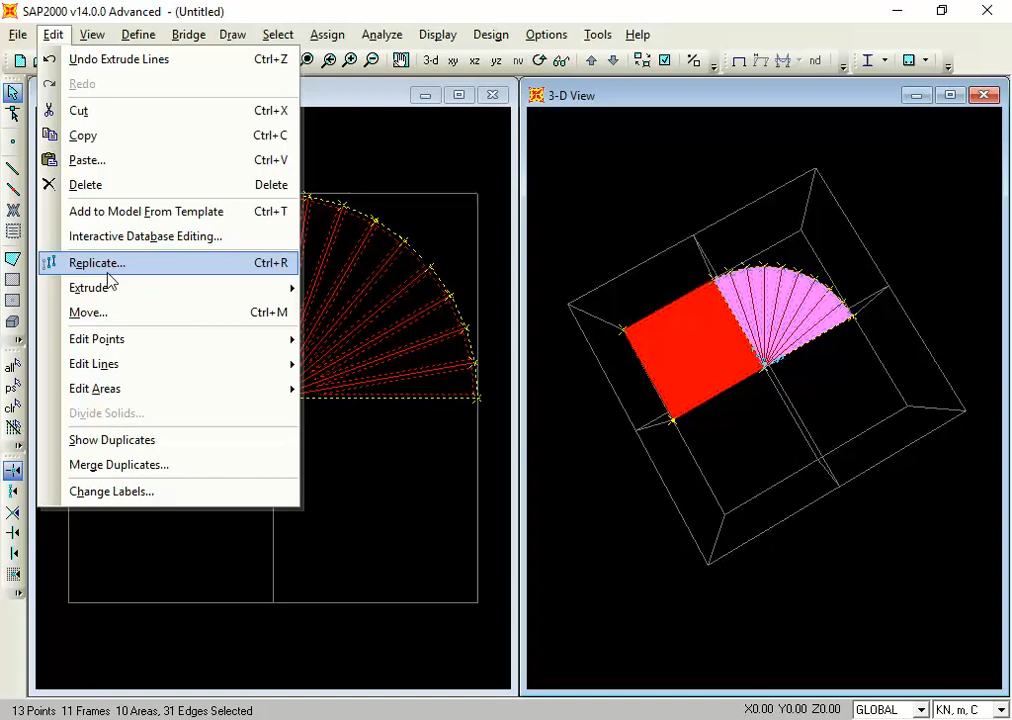 SAP2000 v14.0.0 Advanced - (Untitled)
File Edit View Define Bridge Draw Select Assign Analyze Display Design Options Tools Help
3-d xy xz yz nv nd
3-D View
Undo Extrude Lines Ctrl+Z
Redo
Cut Ctrl+X
Copy Ctrl+C
Paste... Ctrl+V
Delete Delete
Add to Model From Template Ctrl+T
Interactive Database Editing...
Replicate... Ctrl+R
Extrude
Move... Ctrl+M
Edit Points
Edit Lines
Edit Areas
Divide Solids...
Show Duplicates
Merge Duplicates...
Change Labels...
all
ps
clr
13 Points 11 Frames 10 Areas, 31 Edges Selected
X0.00 Y0.00 Z0.00
GLOBAL
KN, m, C